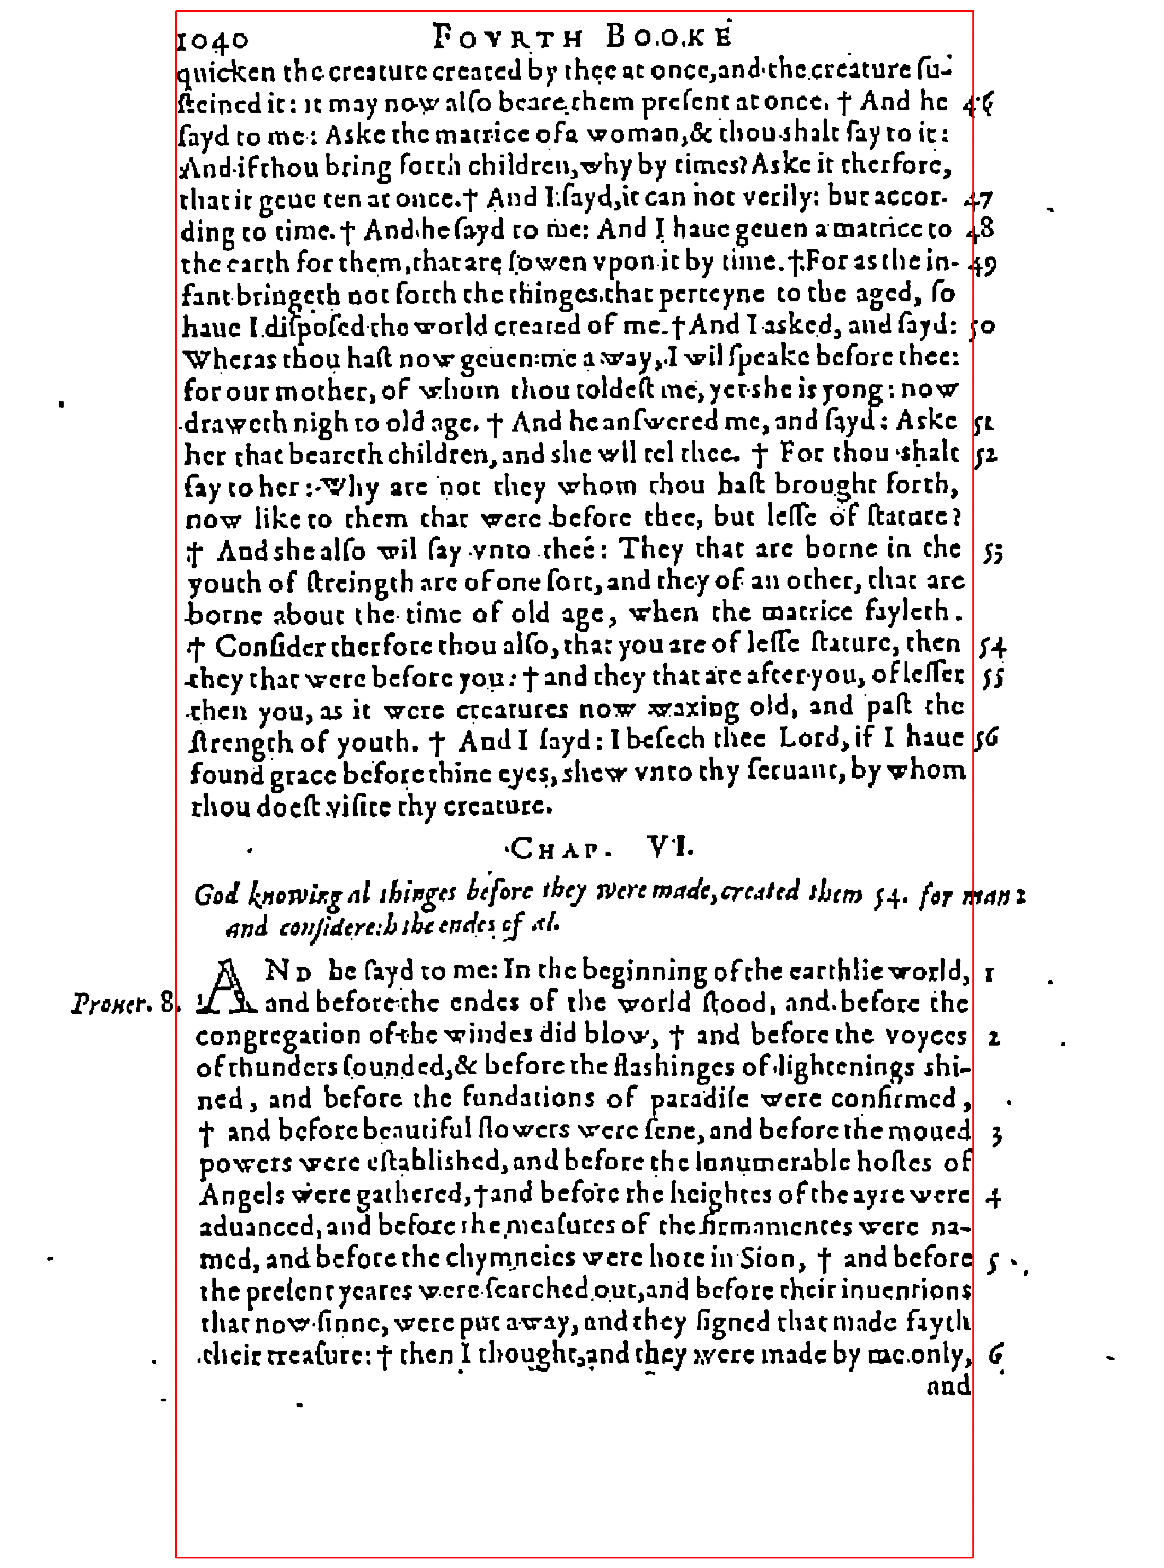 1040 FOVRTH BOOKE
quicken the creature created by thee at once, and the creature su-
steined it: it may now also beare them present at once. † And he 46
sayd to me: Aske the matrice of a woman, & thou shalt say to it:
And if thou bring forth children, why by times? Aske it therfore,
that it geue ten at once. † And I sayd, it can not verily: but accor- 47
ding to time. † And he sayd to me: And I haue geuen a matrice to 48
the earth for them, that are sowen vpon it by time. † For as the in- 49
fant bringeth not forth the thinges that perteyne to the aged, so
haue I disposed the world created of me. † And I asked, and sayd: 50
Wheras thou hast now geuen me a way, I wil speake before thee:
for our mother, of whom thou toldest me, yet she is yong: now
draweth nigh to old age. † And he answered me, and sayd: Aske 51
her that beareth children, and she wil tel thee. † For thou shalt 52
say to her: Why are not they whom thou hast brought forth,
now like to them that were before thee, but lesse of stature?
† And she also wil say vnto thee: They that are borne in the 53
youth of streingth are of one sort, and they of an other, that are
borne about the time of old age, when the matrice fayleth.
† Consider therfore thou also, that you are of lesse stature, then 54
they that were before you: † and they that are after you, of lesser 55
then you, as it were creatures now waxing old, and past the
strength of youth. † And I sayd: I besech thee Lord, if I haue 56
found grace before thine eyes, shew vnto thy seruant, by whom
thou doest visite thy creature.
CHAP. VI.
God knowing al thinges before they were made, created them 54. for man 2
and considereth the endes of al.
AND he sayd to me: In the beginning of the earthlie world, 1
Prouer. 8. and before the endes of the world stood, and before the
congregation of the windes did blow, † and before the voyces 2
of thunders sounded, & before the flashinges of lightenings shi-
ned, and before the fundations of paradise were confirmed,
† and before beautiful flowers were sene, and before the moued 3
powers were established, and before the innumerable hostes of
Angels were gathered, † and before the heightes of the ayre were 4
aduanced, and before the measures of the firmamentes were na-
med, and before the chymneies were hote in Sion, † and before 5
the present yeares were searched out, and before their inuentions
that now sinne, were put away, and they signed that made fayth
their treasure: † then I thought, and they were made by me only, 6
and